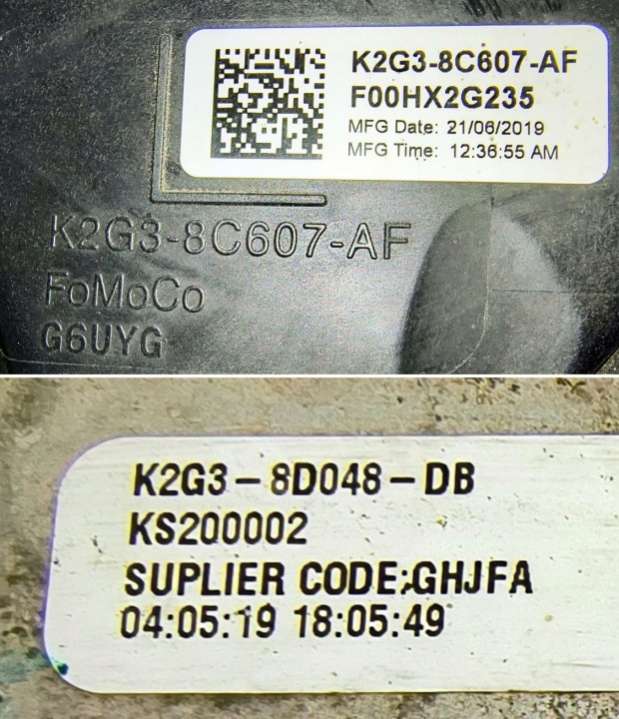 K2G3-8C607-AF
F00HX2G235
MFG Date: 21/06/2019
MFG Time: 12:36:55 AM
K2G3-8C607-AF
FoMoCo
G6UYG
K2G3-8D048-DB
KS200002
SUPLIER CODE:GHJFA
04:05:19 18:05:49